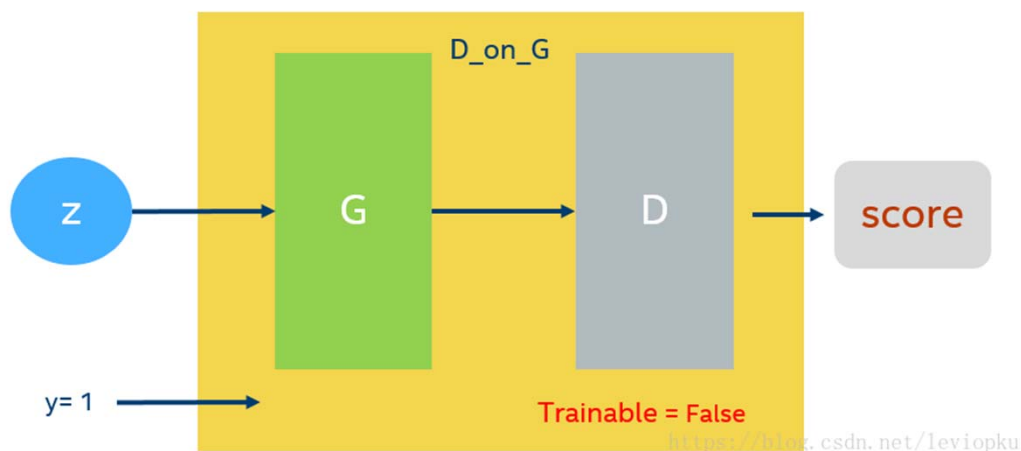 D_on_G
z
G
D
score
y= 1
Trainable = False
https://blog.csdn.net/leviopku